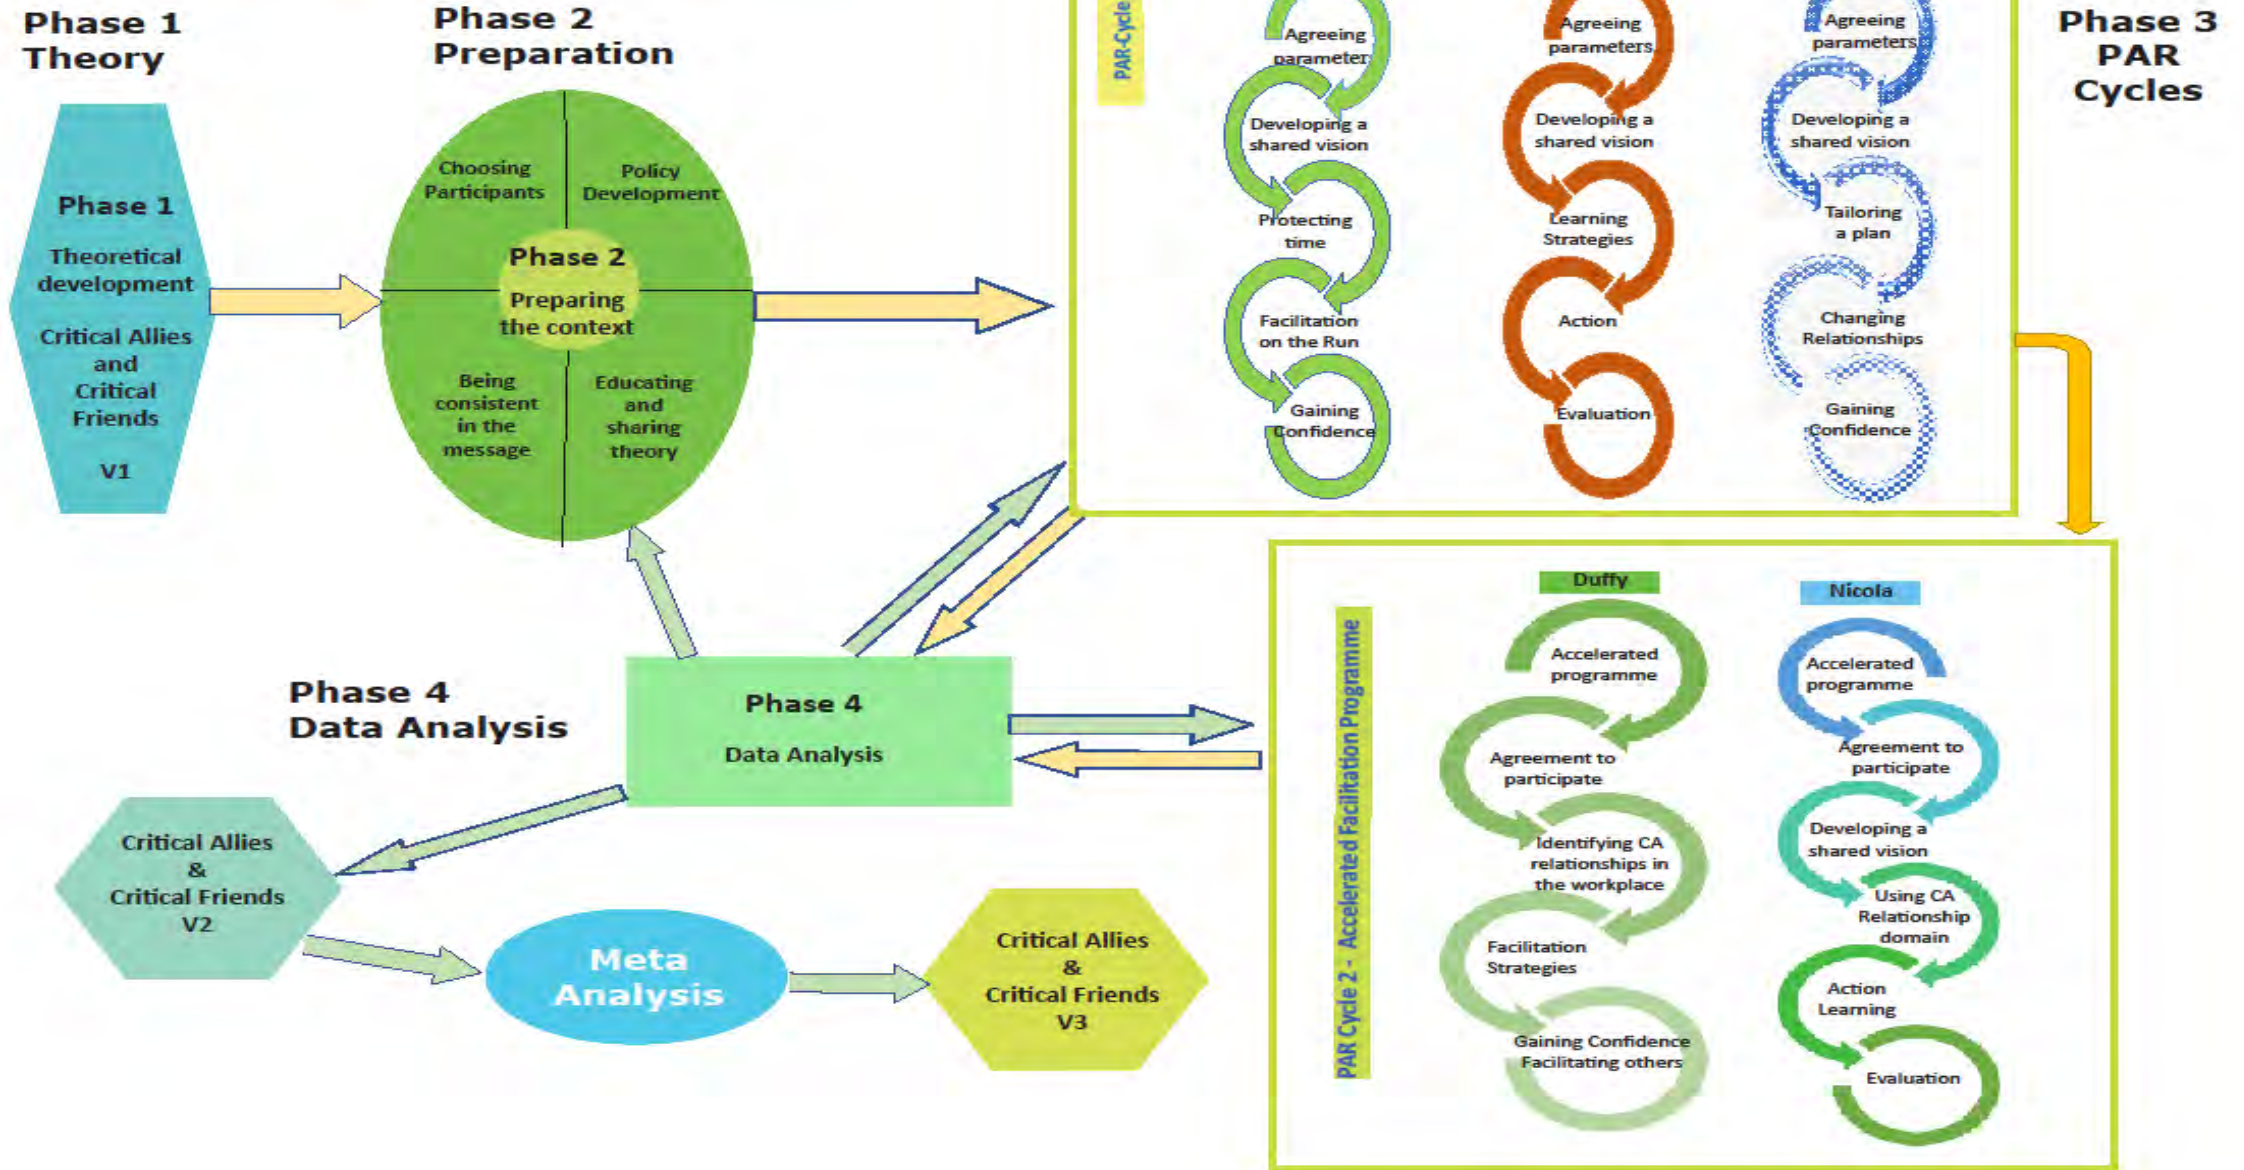 Phase 1
Theory
Phase 2
Preparation
Phase 3
PAR
Cycles
Phase 1
Theoretical
development
Critical Allies
and
Critical
Friends
V1
Choosing
Participants
Policy
Development
Phase 2
Preparing
the context
Being
consistent
in the
message
Educating
and
sharing
theory
PAR-Cycle
Agreeing
parameter
Developing a
shared vision
Protecting
time
Facilitation
on the Run
Gaining
Confidence
Agreeing
parameters
Developing a
shared vision
Learning
Strategies
Action
Evaluation
Agreeing
parameters
Developing a
shared vision
Tailoring
a plan
Changing
Relationships
Gaining
Confidence
Phase 4
Data Analysis
Phase 4
Data Analysis
Critical Allies
&
Critical Friends
V2
Meta
Analysis
Critical Allies
&
Critical Friends
V3
PAR Cycle 2 - Accelerated Facilitation Programme
Duffy
Accelerated
programme
Agreement to
participate
Identifying CA
relationships in
the workplace
Facilitation
Strategies
Gaining Confidence
Facilitating others
Nicola
Accelerated
programme
Agreement to
participate
Developing a
shared vision
Using CA
Relationship
domain
Action
Learning
Evaluation